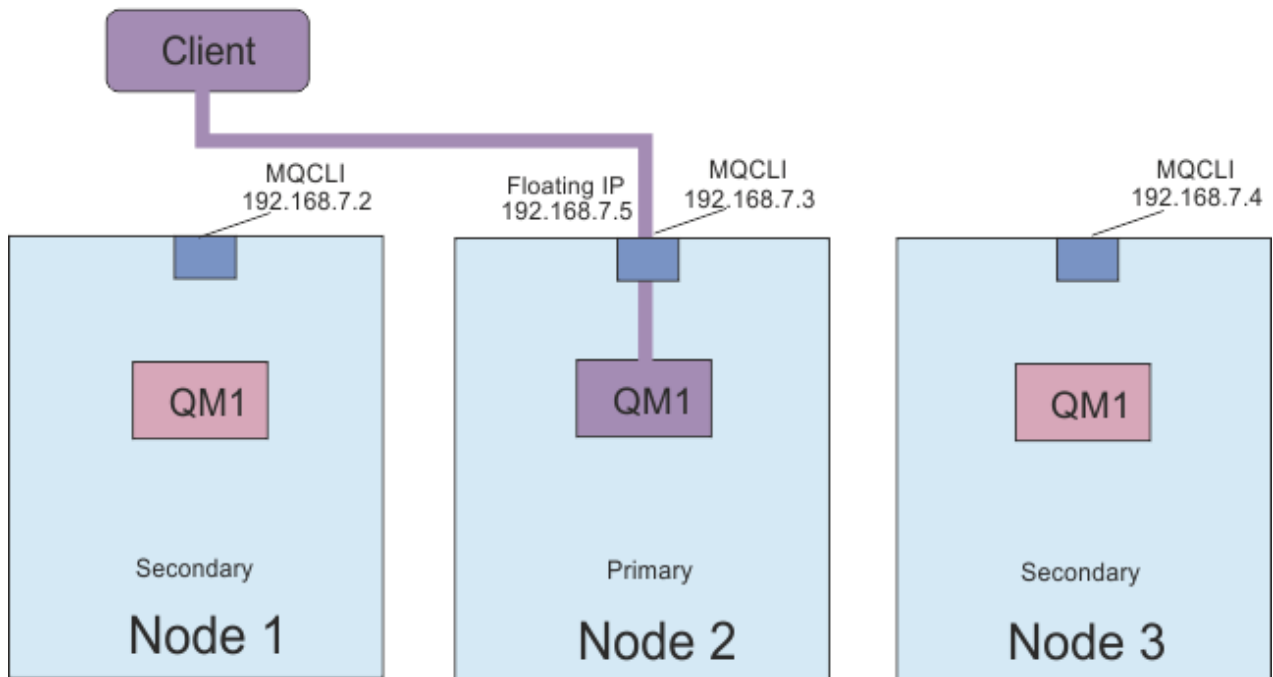 Client
MQCLI
192.168.7.2
Floating IP
192.168.7.5
MQCLI
192.168.7.3
MQCLI
192.168.7.4
QM1
QM1
QM1
Secondary
Primary
Secondary
Node 1
Node 2
Node 3